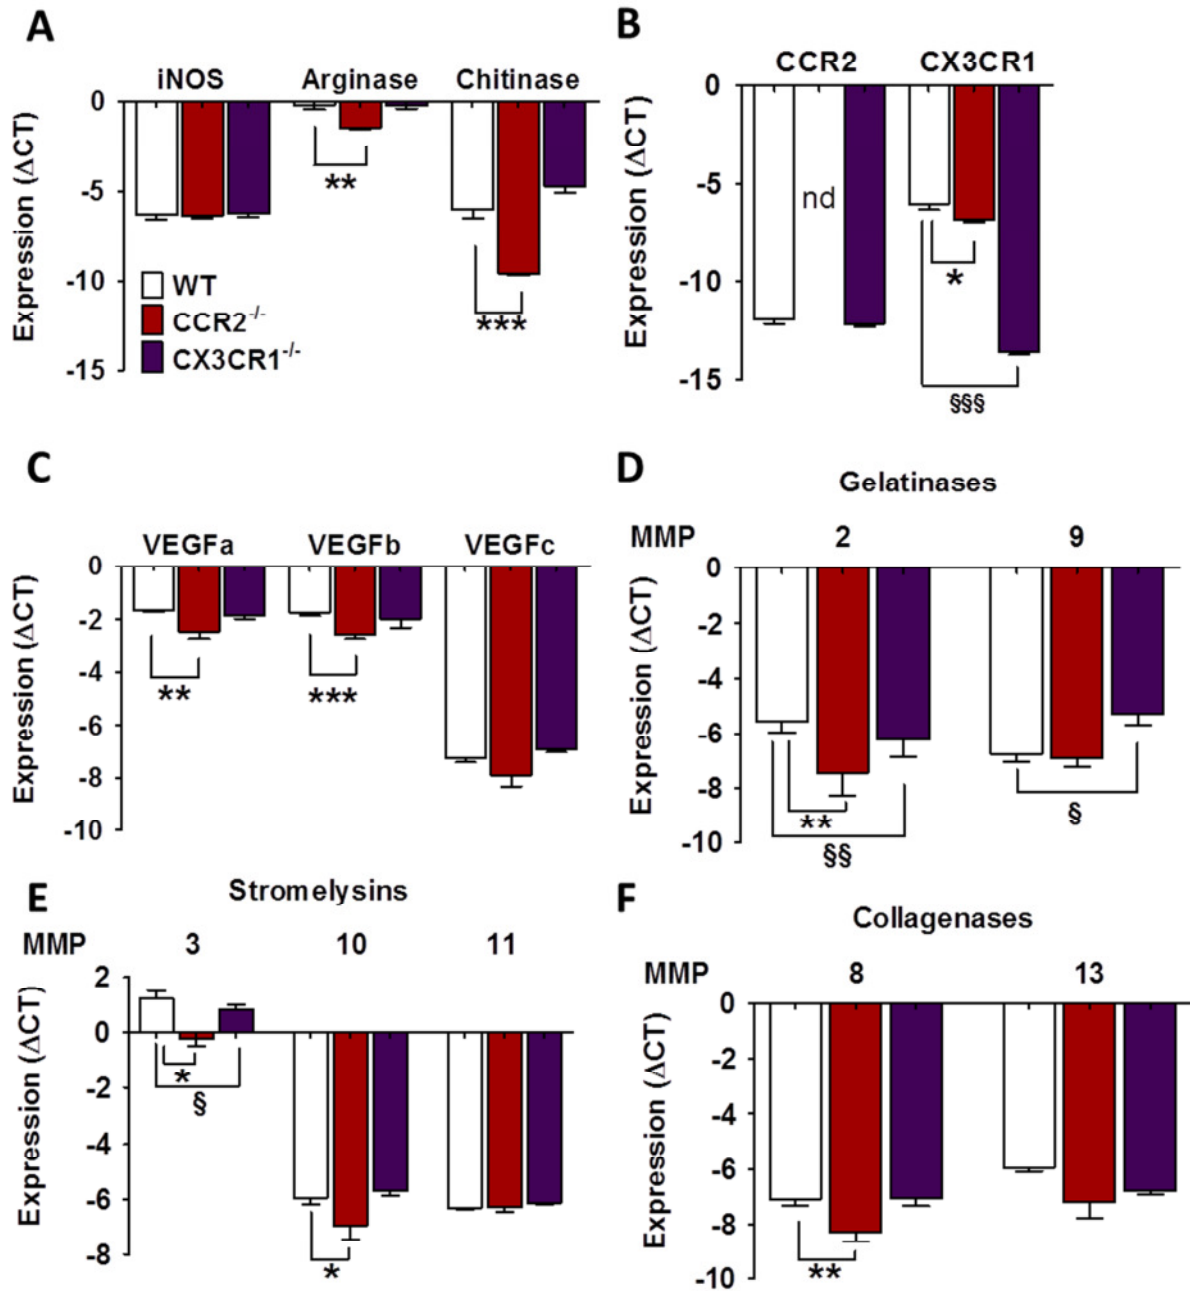 A
iNOS Arginase Chitinase
Expression (ΔCT)
0
-5
-10
-15
** 
***
WT
CCR2-/-
CX3CR1-/-
B
CCR2 CX3CR1
Expression (ΔCT)
0
-5
-10
-15
nd
*
§§§
C
VEGFa VEGFb VEGFc
Expression (ΔCT)
0
-2
-4
-6
-8
-10
**
***
D
Gelatinases
MMP 2 9
Expression (ΔCT)
0
-2
-4
-6
-8
-10
**
§§
§
E
Stromelysins
MMP 3 10 11
Expression (ΔCT)
2
0
-2
-4
-6
-8
*
§
*
F
Collagenases
MMP 8 13
Expression (ΔCT)
0
-2
-4
-6
-8
-10
**